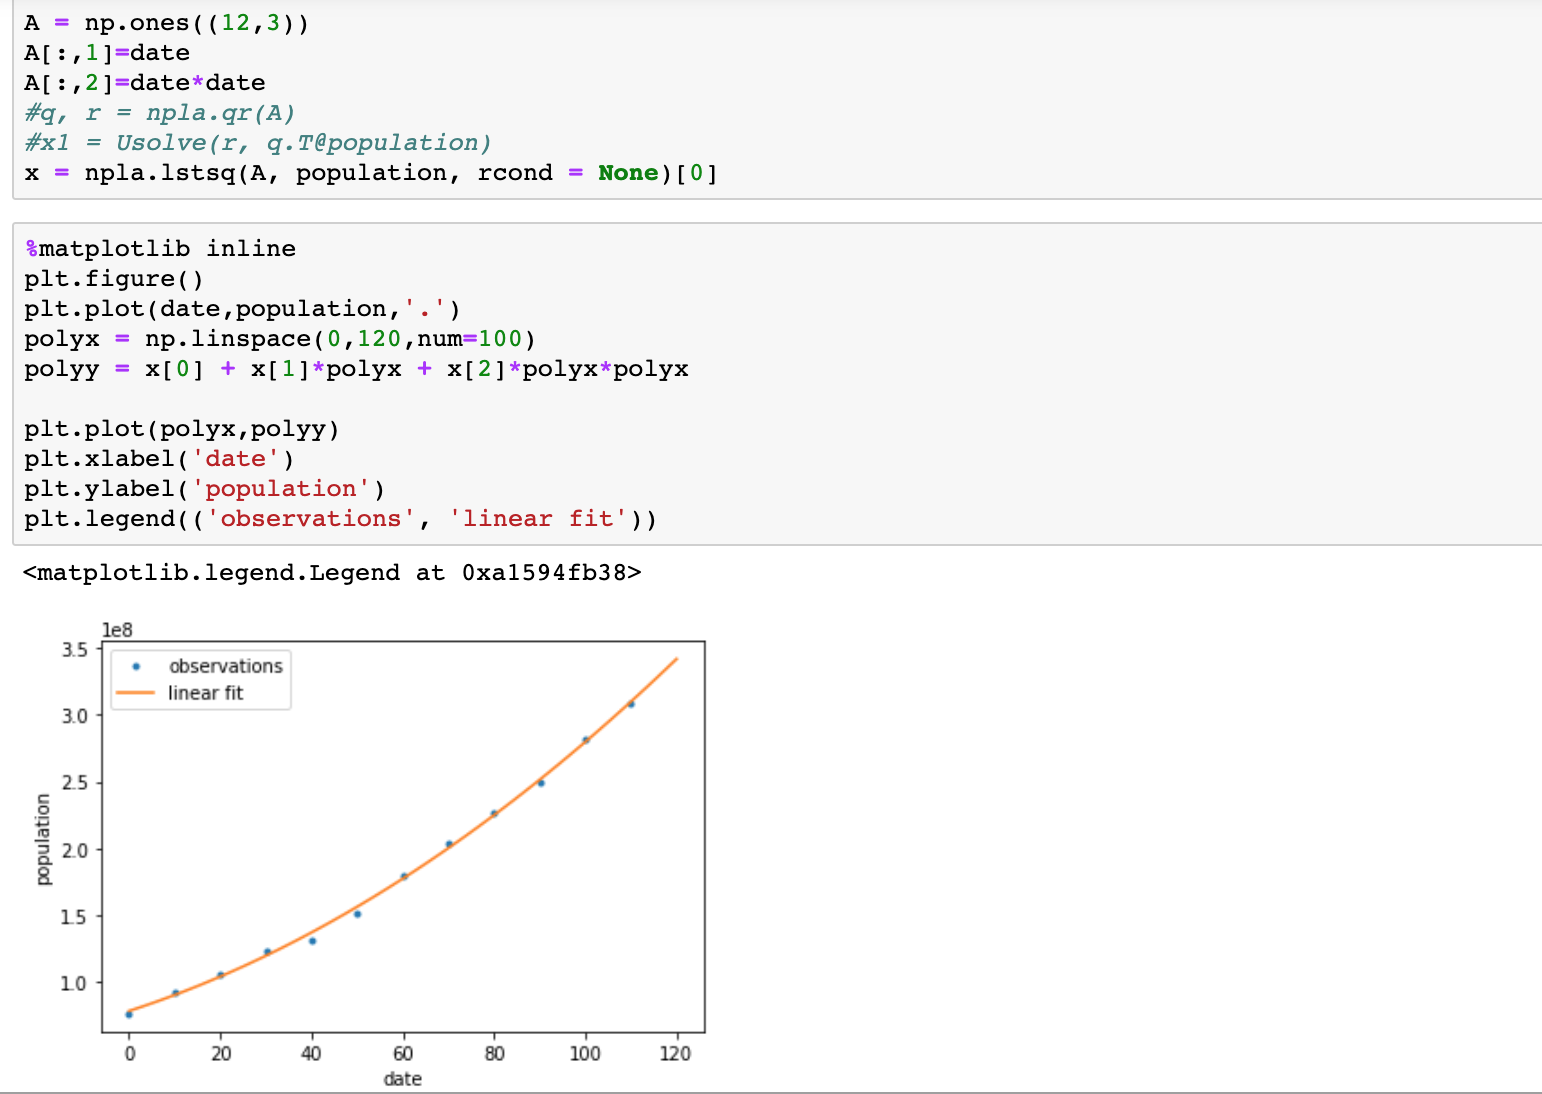 A = np.ones((12,3))
A[:,1]=date
A[:,2]=date*date
#q, r = npla.qr(A)
#x1 = Usolve(r, q.T@population)
x = npla.lstsq(A, population, rcond = None)[0]
%matplotlib inline
plt.figure()
plt.plot(date,population,'.')
polyx = np.linspace(0,120,num=100)
polyy = x[0] + x[1]*polyx + x[2]*polyx*polyx
plt.plot(polyx,polyy)
plt.xlabel('date')
plt.ylabel('population')
plt.legend(('observations', 'linear fit'))
<matplotlib.legend.Legend at 0xa1594fb38>
1e8
3.5
observations
linear fit
3.0
2.5
2.0
1.5
1.0
population
0 20 40 60 80 100 120
date